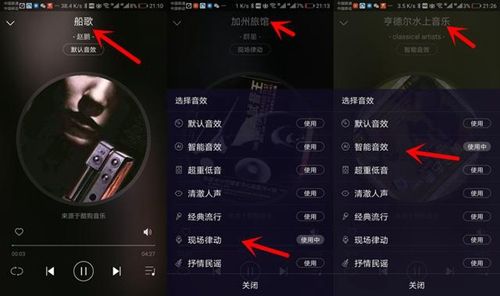 38.4 K/s
21:10
船歌
- 赵鹏 -
默认音效
来源于酷狗音乐
0:03
04:27
1 K/s
21:13
加州旅馆
- 群星 -
现场律动
选择音效
默认音效
使用
智能音效
使用
超重低音
使用
清澈人声
使用
经典流行
使用
现场律动
使用中
抒情民谣
使用
关闭
3.5 K/s
21:26
亨德尔水上音乐
- classical artists -
智能音效
选择音效
默认音效
使用
智能音效
使用中
超重低音
使用
清澈人声
使用
经典流行
使用
现场律动
使用
抒情民谣
使用
关闭